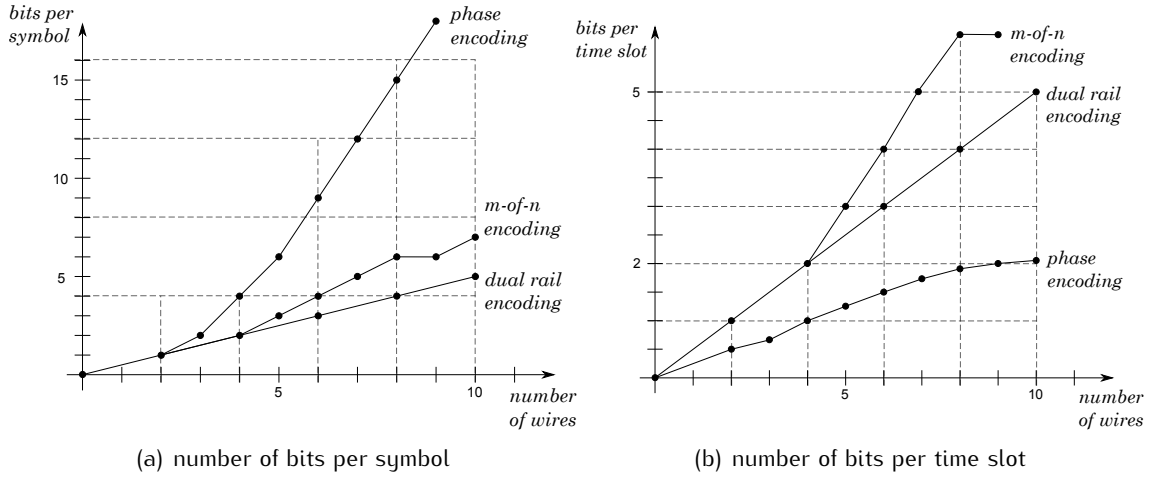 bits per
symbol
phase
encoding
15
10
m-of-n
encoding
5
dual rail
encoding
5
10
number
of wires
(a) number of bits per symbol
bits per
time slot
m-of-n
encoding
5
dual rail
encoding
2
phase
encoding
5
10
number
of wires
(b) number of bits per time slot